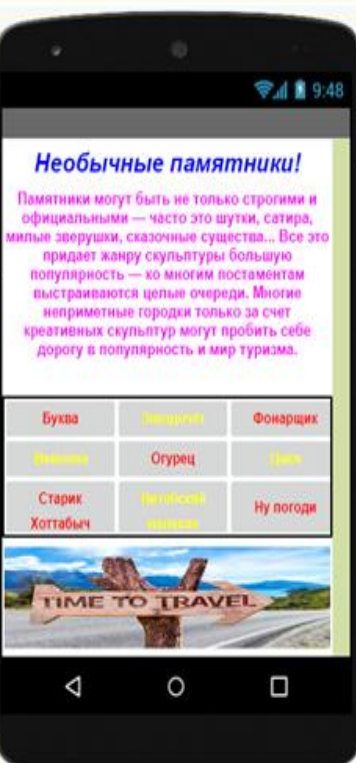 9:48
Необычные памятники!
Памятники могут быть не только строгими и
официальными — часто это шутки, сатира,
милые зверушки, сказочные существа... Все это
придает жанру скульптуры большую
популярность — ко многим постаментам
выстраиваются целые очереди. Многие
неприметные городки только за счет
креативных скульптур могут пробить себе
дорогу в популярность и мир туризма.
Буква
Фонарщик
Огурец
Старик
Хоттабыч
Витебский
Ну погоди
TIME TO TRAVEL